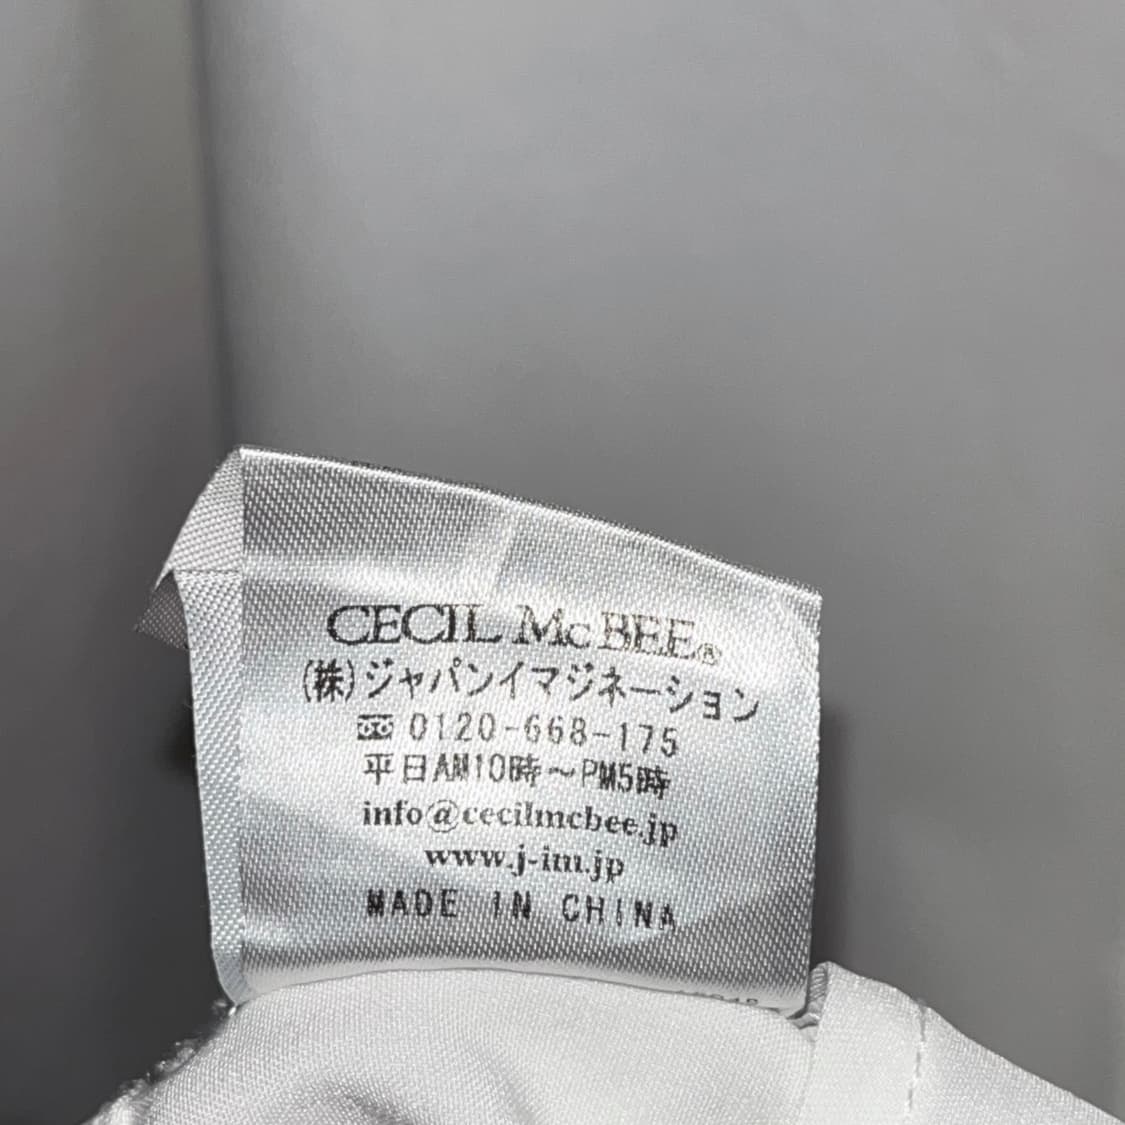 CECIL McBEE®
(株)ジャパンイマジネーション
0120-668-175
平日AM10時～PM5時
info@cecilmcbee.jp
www.j-im.jp
MADE IN CHINA